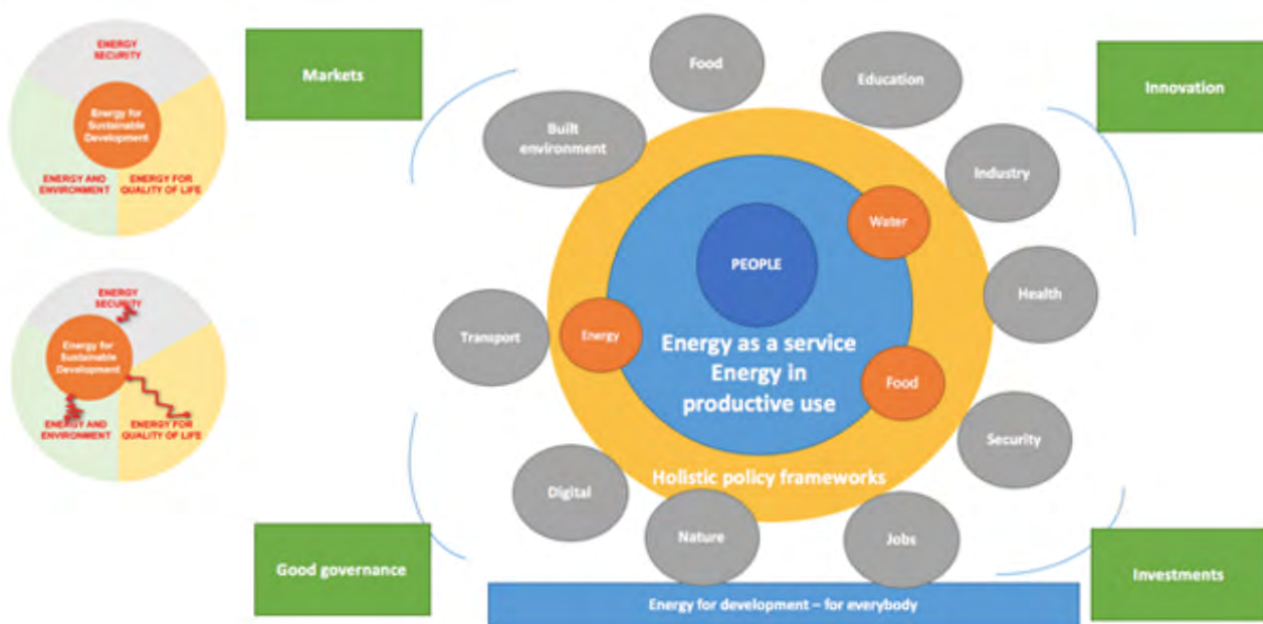 ENERGY
SECURITY
Energy for
Sustainable
Development
ENERGY AND
ENVIRONMENT
ENERGY FOR
QUALITY OF LIFE
ENERGY
SECURITY
Energy for
Sustainable
Development
ENERGY AND
ENVIRONMENT
ENERGY FOR
QUALITY OF LIFE
Markets
Food
Education
Innovation
Built
environment
Industry
Water
PEOPLE
Health
Transport
Energy
Energy as a service
Energy in
productive use
Food
Security
Holistic policy frameworks
Digital
Nature
Jobs
Good governance
Investments
Energy for development – for everybody